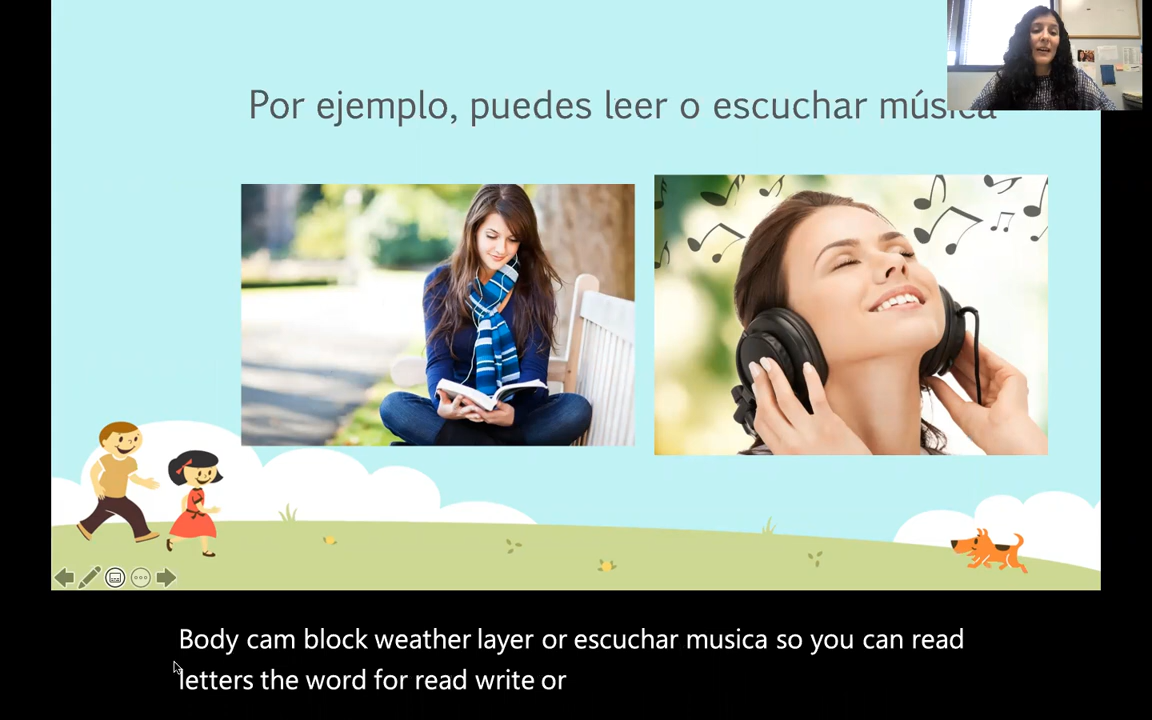 Por ejemplo, puedes leer o escuchar música
Body cam block weather layer or escuchar musica so you can read
letters the word for read write or